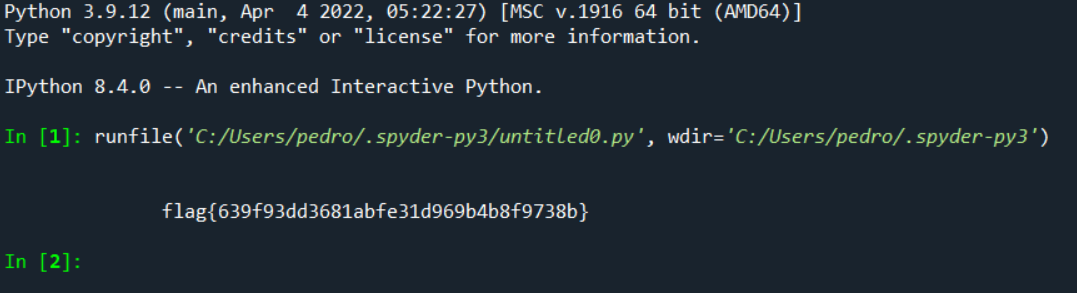 Python 3.9.12 (main, Apr  4 2022, 05:22:27) [MSC v.1916 64 bit (AMD64)]
Type "copyright", "credits" or "license" for more information.
IPython 8.4.0 -- An enhanced Interactive Python.
In [1]: runfile('C:/Users/pedro/.spyder-py3/untitled0.py', wdir='C:/Users/pedro/.spyder-py3')
flag{639f93dd3681abfe31d969b4b8f9738b}
In [2]: